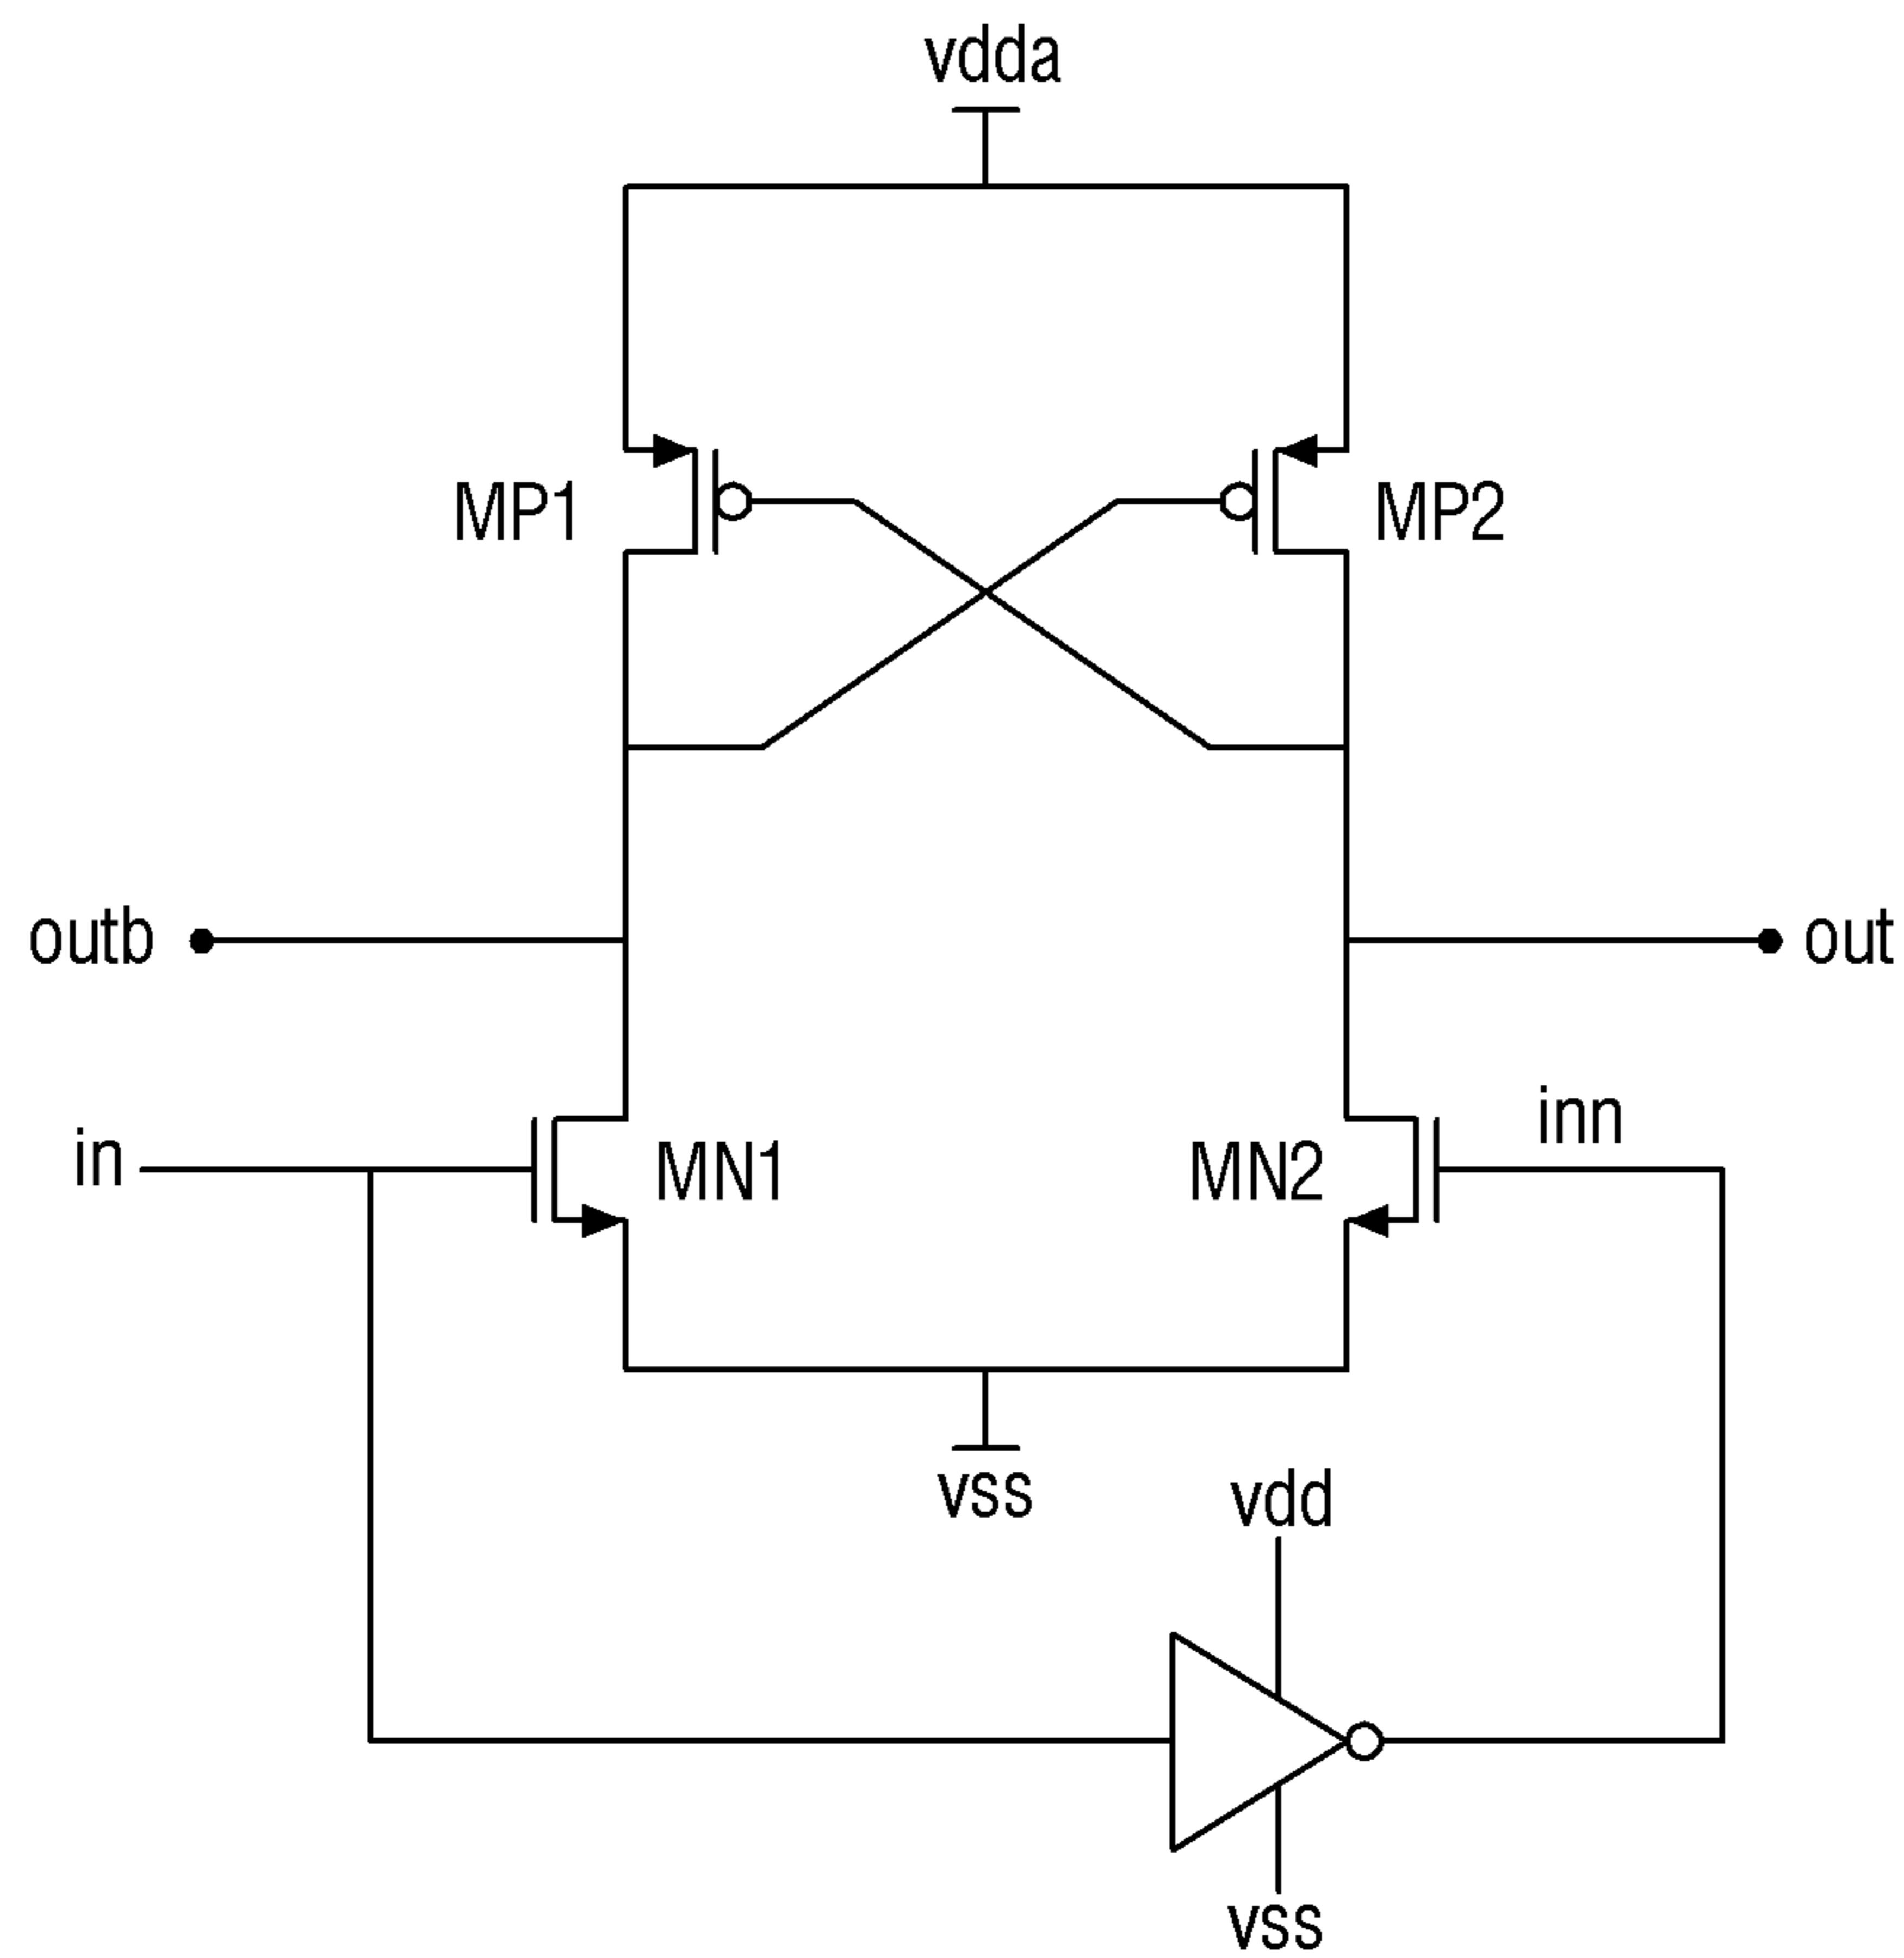 vdda
MP1
MP2
outb
out
in
MN1
MN2
inn
vss
vdd
vss